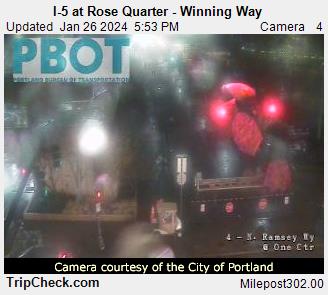 I-5 at Rose Quarter - Winning Way
Updated Jan 26 2024 5:53 PM Camera 4
PBOT
PORTLAND BUREAU OF TRANSPORTATION
4 - N. Ramsey Wy
@ One Ctr
Camera courtesy of the City of Portland
TripCheck.com Milepost302.00